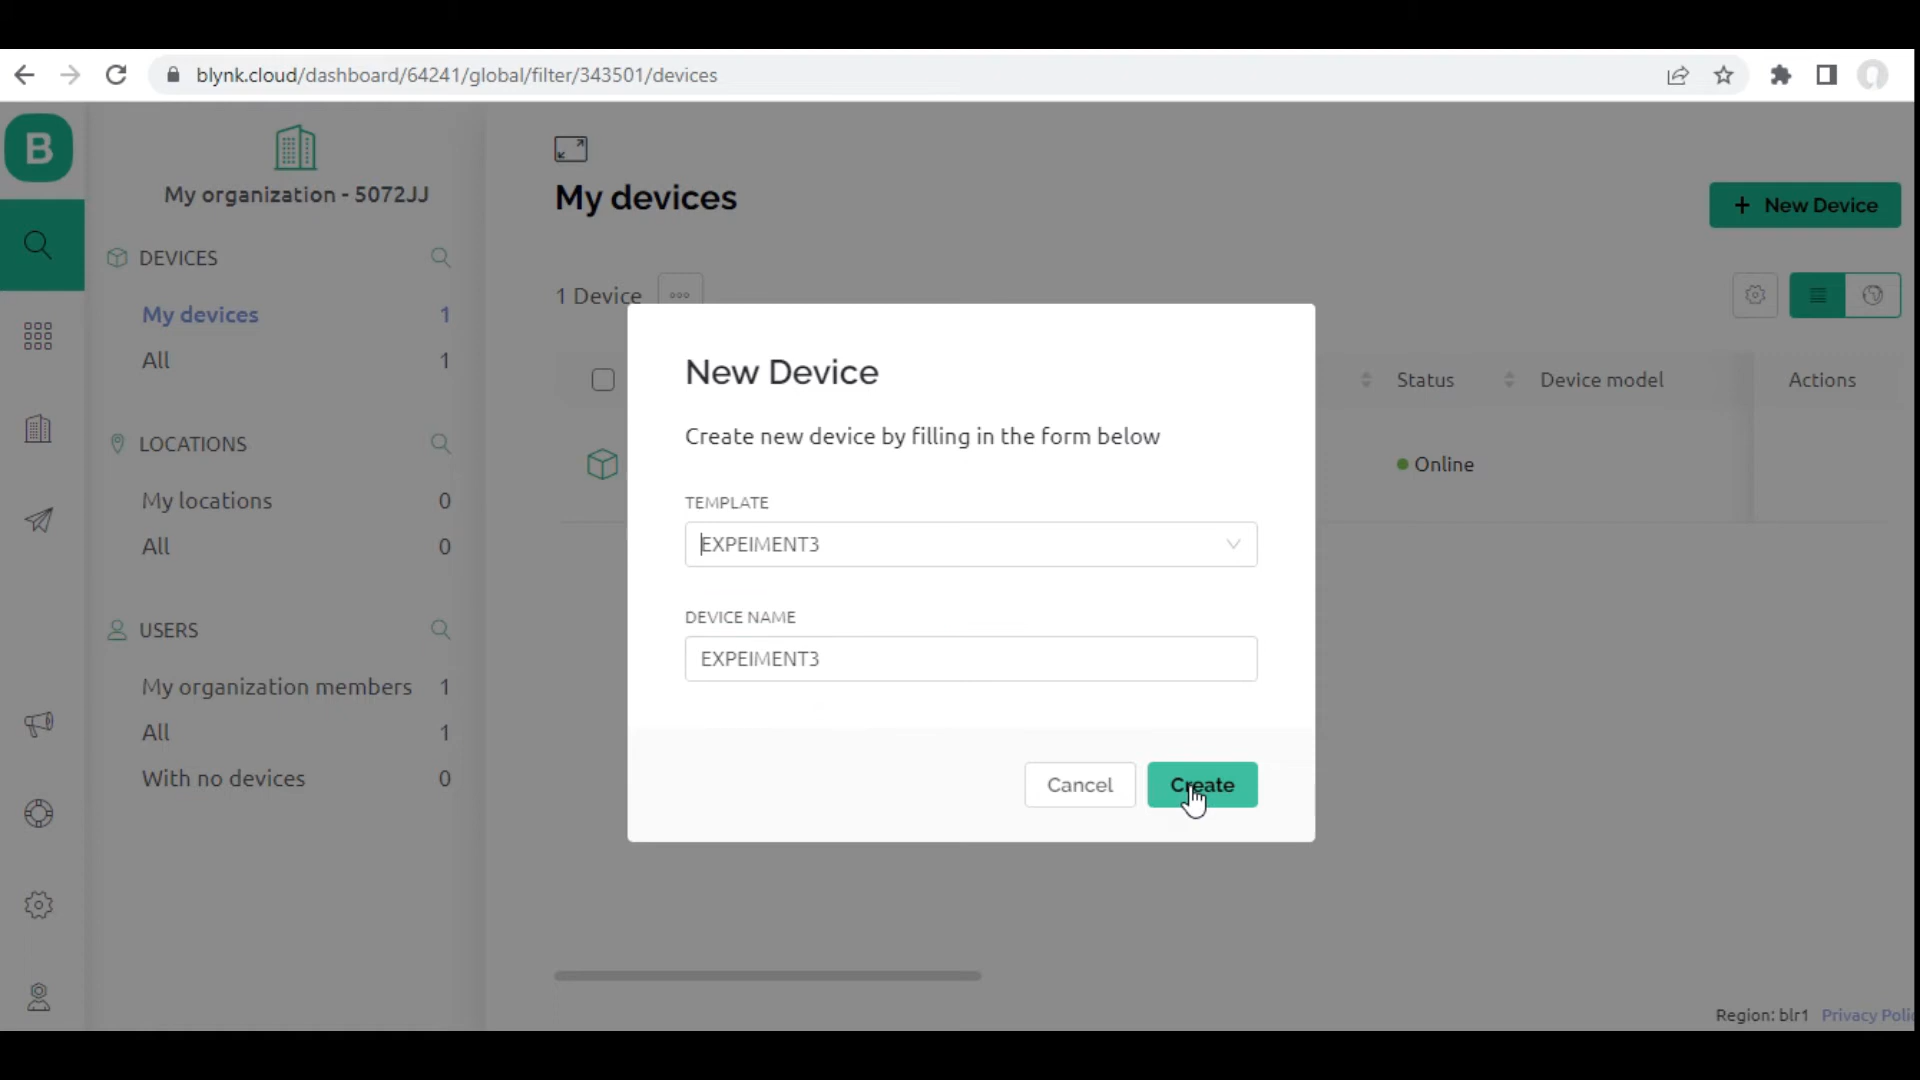 blynk.cloud/dashboard/64241/global/filter/343501/devices
B
My organization - 5072JJ
DEVICES
My devices 1
All 1
LOCATIONS
My locations 0
All 0
USERS
My organization members 1
All 1
With no devices 0
My devices
+ New Device
1 Device
Status Device model Actions
Online
New Device
Create new device by filling in the form below
TEMPLATE
EXPEIMENT3
DEVICE NAME
EXPEIMENT3
Cancel Create
Region: blr1 Privacy